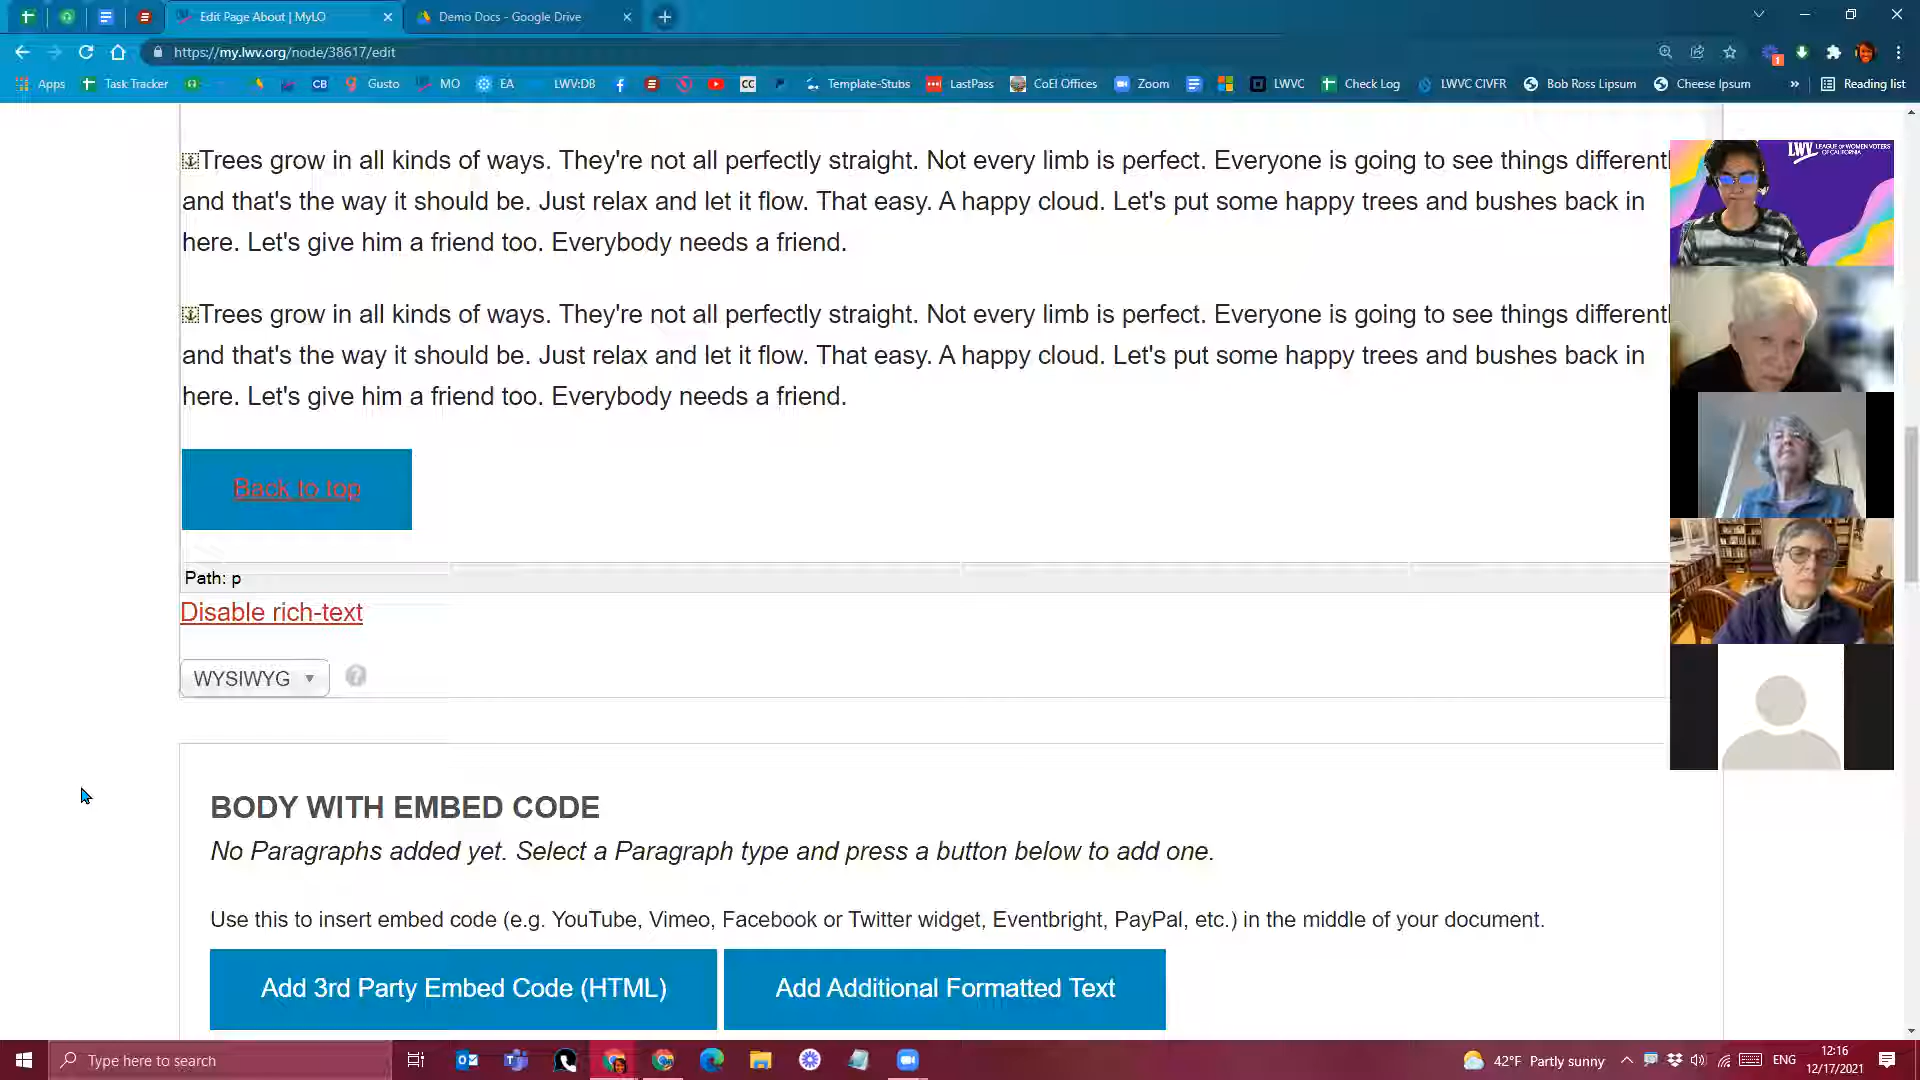 Edit Page About | MyLO
Demo Docs - Google Drive
https://my.lwv.org/node/38617/edit
Apps Task Tracker CB Gusto MO EA LWV:DB CC Template-Stubs LastPass CoEI Offices Zoom LWVC Check Log LWVC CIVFR Bob Ross Lipsum Cheese Ipsum » Reading list
Trees grow in all kinds of ways. They're not all perfectly straight. Not every limb is perfect. Everyone is going to see things different
and that's the way it should be. Just relax and let it flow. That easy. A happy cloud. Let's put some happy trees and bushes back in
here. Let's give him a friend too. Everybody needs a friend.
Trees grow in all kinds of ways. They're not all perfectly straight. Not every limb is perfect. Everyone is going to see things different
and that's the way it should be. Just relax and let it flow. That easy. A happy cloud. Let's put some happy trees and bushes back in
here. Let's give him a friend too. Everybody needs a friend.
Back to top
Path: p
Disable rich-text
WYSIWYG
BODY WITH EMBED CODE
No Paragraphs added yet. Select a Paragraph type and press a button below to add one.
Use this to insert embed code (e.g. YouTube, Vimeo, Facebook or Twitter widget, Eventbright, PayPal, etc.) in the middle of your document.
Add 3rd Party Embed Code (HTML)
Add Additional Formatted Text
LWV LEAGUE OF WOMEN VOTERS
OF CALIFORNIA
Type here to search
42°F Partly sunny
ENG
12:16
12/17/2021